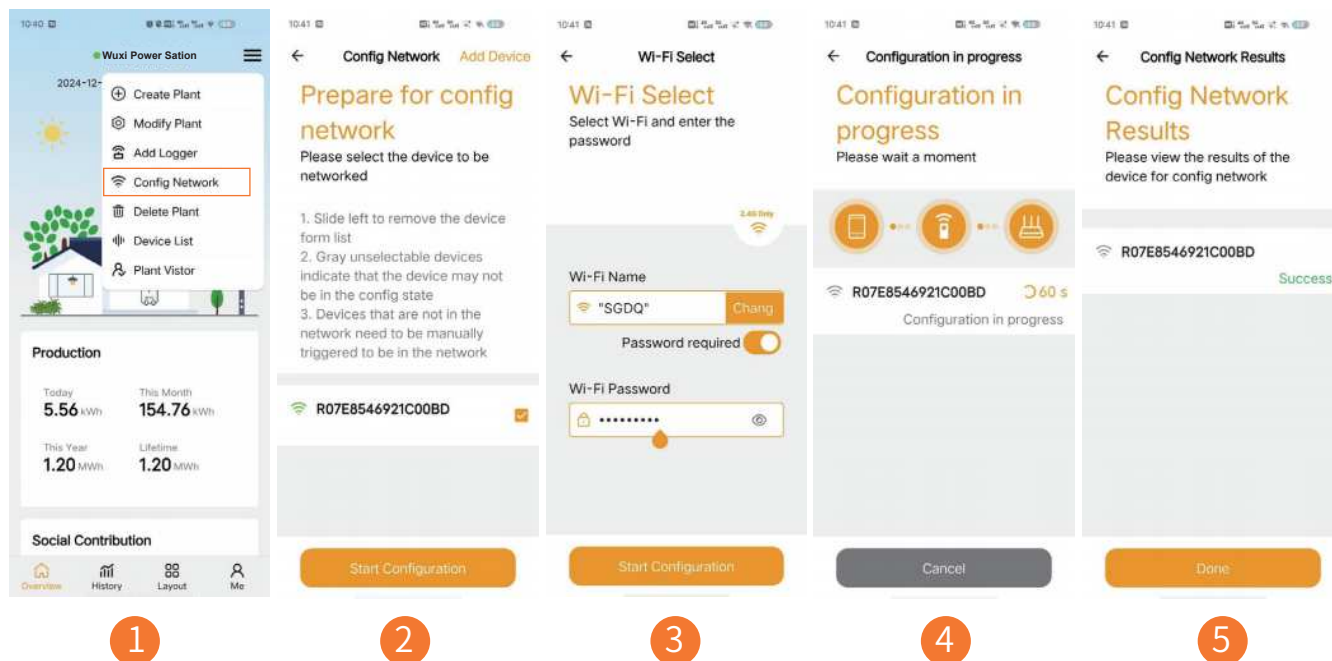 10:40
Wuxi Power Sation
2024-12-
Create Plant
Modify Plant
Add Logger
Config Network
Delete Plant
Device List
Plant Vistor
Production
Today
This Month
5.56 kWh
154.76 kWh
This Year
Lifetime
1.20 MWh
1.20 MWh
Social Contribution
Overview
History
Layout
Me
1
10:41
Config Network
Add Device
Prepare for config
network
Please select the device to be
networked
1. Slide left to remove the device
form list
2. Gray unselectable devices
indicate that the device may not
be in the config state
3. Devices that are not in the
network need to be manually
triggered to be in the network
R07E8546921C00BD
Start Configuration
2
10:41
Wi-Fi Select
Wi-Fi Select
Select Wi-Fi and enter the
password
2.4G Only
Wi-Fi Name
"SGDQ"
Chang
Password required
Wi-Fi Password
•••••••••
Start Configuration
3
10:41
Configuration in progress
Configuration in
progress
Please wait a moment
R07E8546921C00BD
60 s
Configuration in progress
Cancel
4
10:41
Config Network Results
Config Network
Results
Please view the results of the
device for config network
R07E8546921C00BD
Success
Done
5